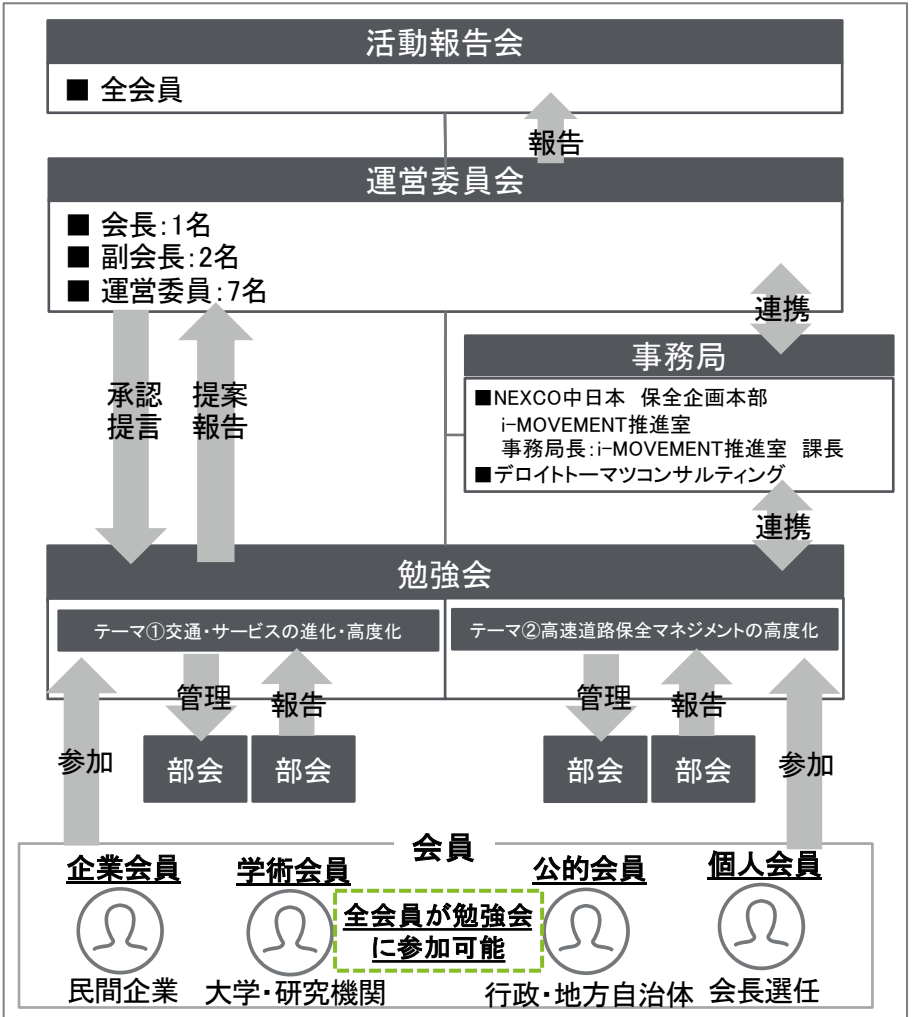 活動報告会
■ 全会員
報告
運営委員会
■ 会長:1名
■ 副会長:2名
■ 運営委員:7名
連携
承認
提言
提案
報告
事務局
■NEXCO中日本 保全企画本部
i-MOVEMENT推進室
事務局長:i-MOVEMENT推進室 課長
■デロイトトーマツコンサルティング
連携
勉強会
テーマ①交通・サービスの進化・高度化
テーマ②高速道路保全マネジメントの高度化
管理
報告
管理
報告
参加
部会
部会
部会
部会
参加
会員
企業会員
学術会員
公的会員
個人会員
全会員が勉強会
に参加可能
民間企業
大学・研究機関
行政・地方自治体
会長選任